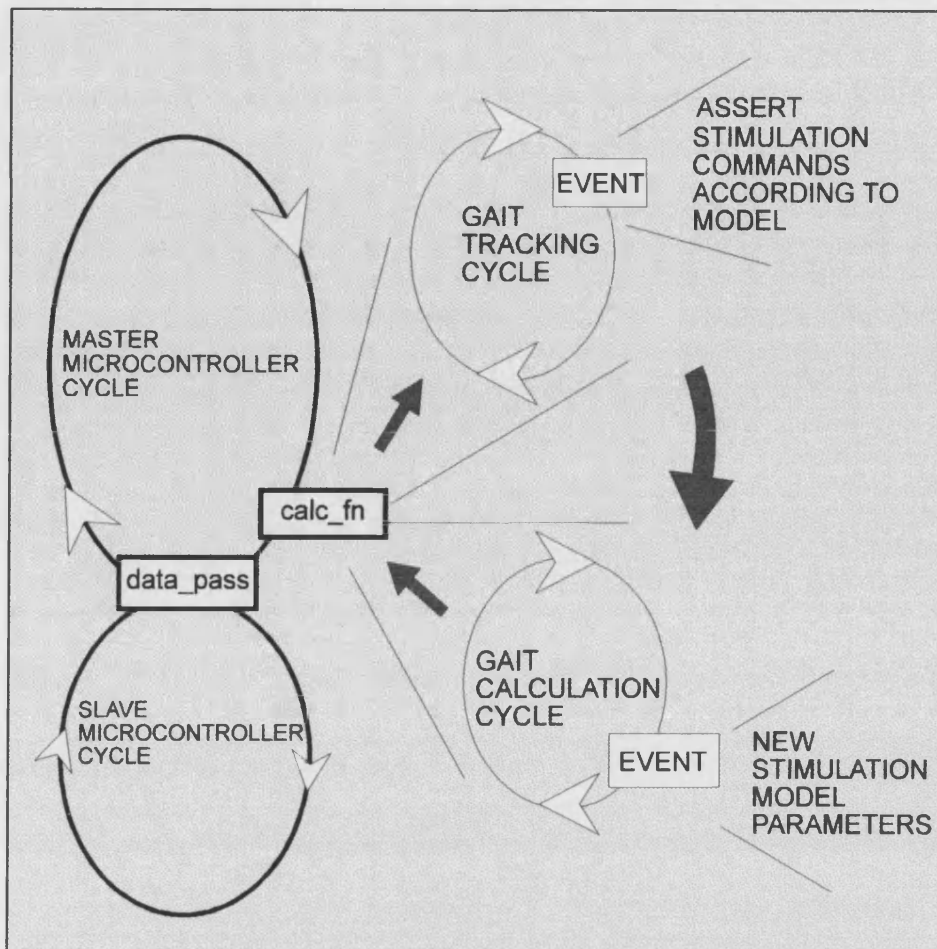 ASSERT
STIMULATION
COMMANDS
ACCORDING TO
MODEL
EVENT
GAIT
TRACKING
CYCLE
MASTER
MICROCONTROLLER
CYCLE
calc_fn
data_pass
GAIT
CALCULATION
CYCLE
SLAVE
MICROCONTROLLER
CYCLE
EVENT
NEW
STIMULATION
MODEL
PARAMETERS